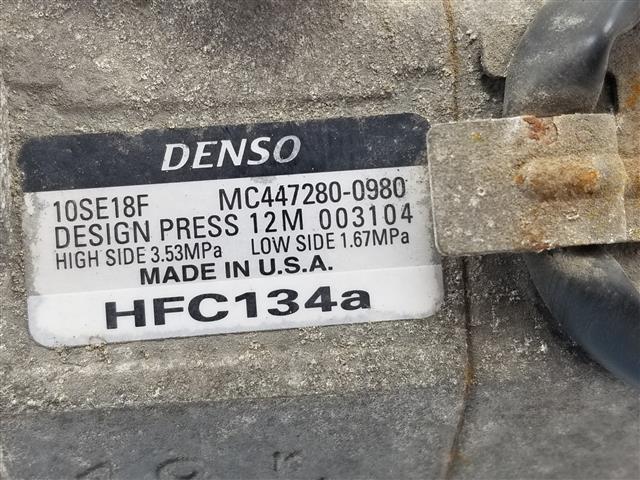 DENSO
10SE18F MC447280-0980
DESIGN PRESS 12M 003104
HIGH SIDE 3.53MPa LOW SIDE 1.67MPa
MADE IN U.S.A.
HFC134a